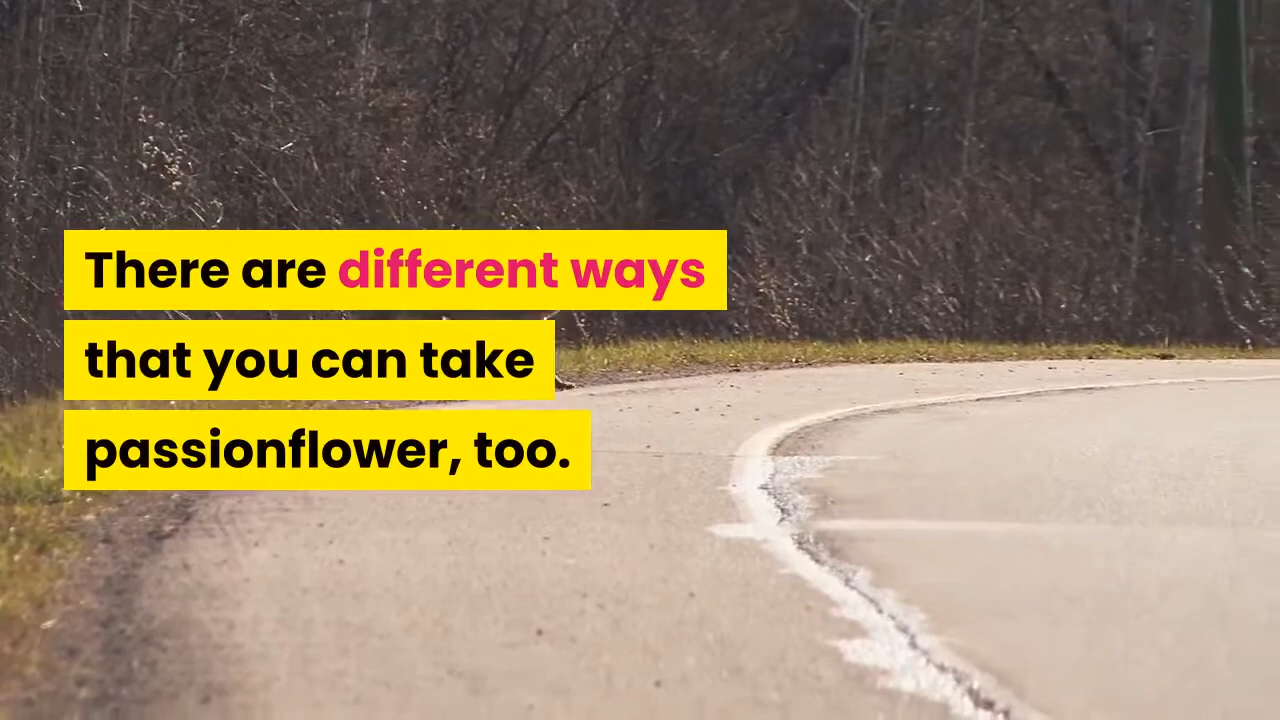 There are different ways
that you can take
passionflower, too.